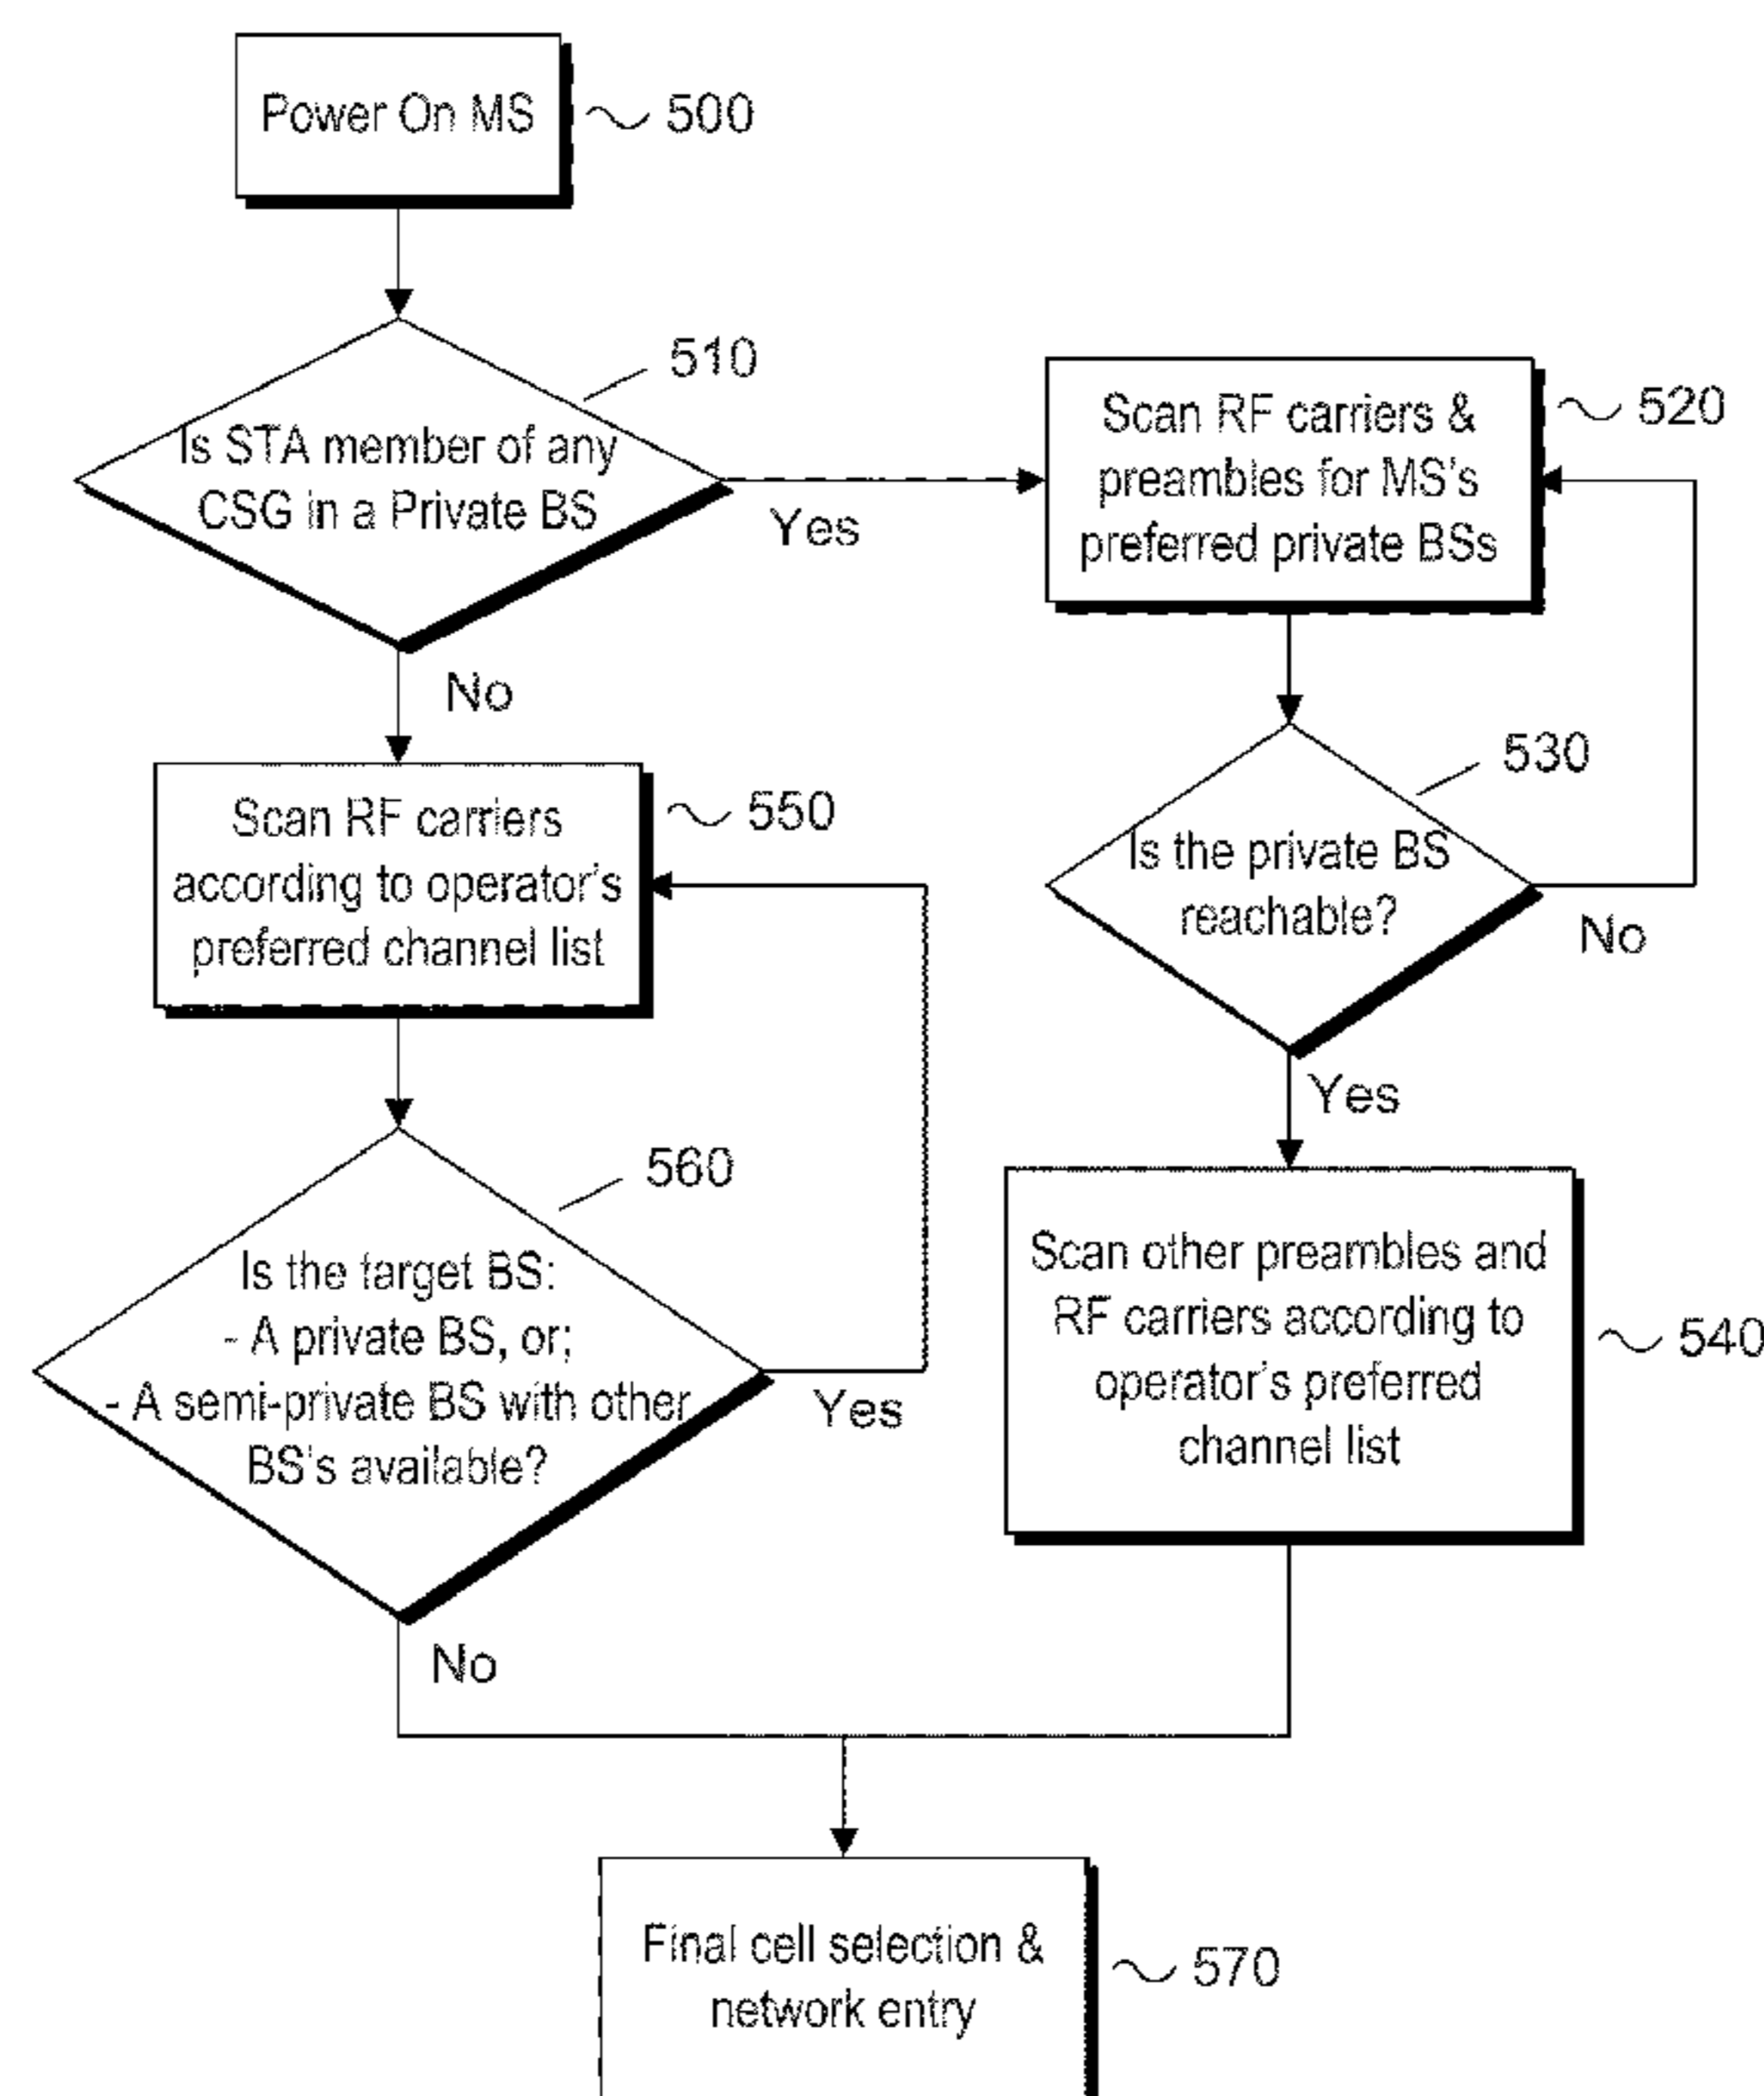 Power On MS
500
510
Is STA member of any
CSG in a Private BS
Yes
No
Scan RF carriers &
preambles for MS's
preferred private BSs
520
530
Is the private BS
reachable?
No
Yes
Scan RF carriers
according to operator's
preferred channel list
550
560
Is the target BS:
- A private BS, or;
- A semi-private BS with other
BS's available?
Yes
No
Scan other preambles and
RF carriers according to
operator's preferred
channel list
540
Final cell selection &
network entry
570